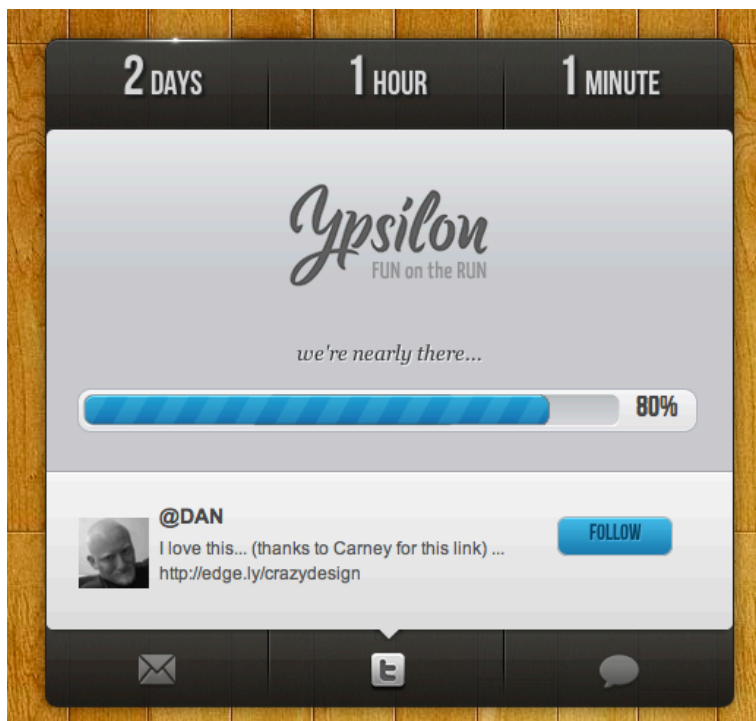 2 DAYS 1 HOUR 1 MINUTE
Ypsilon
FUN on the RUN
we're nearly there...
80%
@DAN
I love this... (thanks to Carney for this link) ...
http://edge.ly/crazydesign
FOLLOW
t